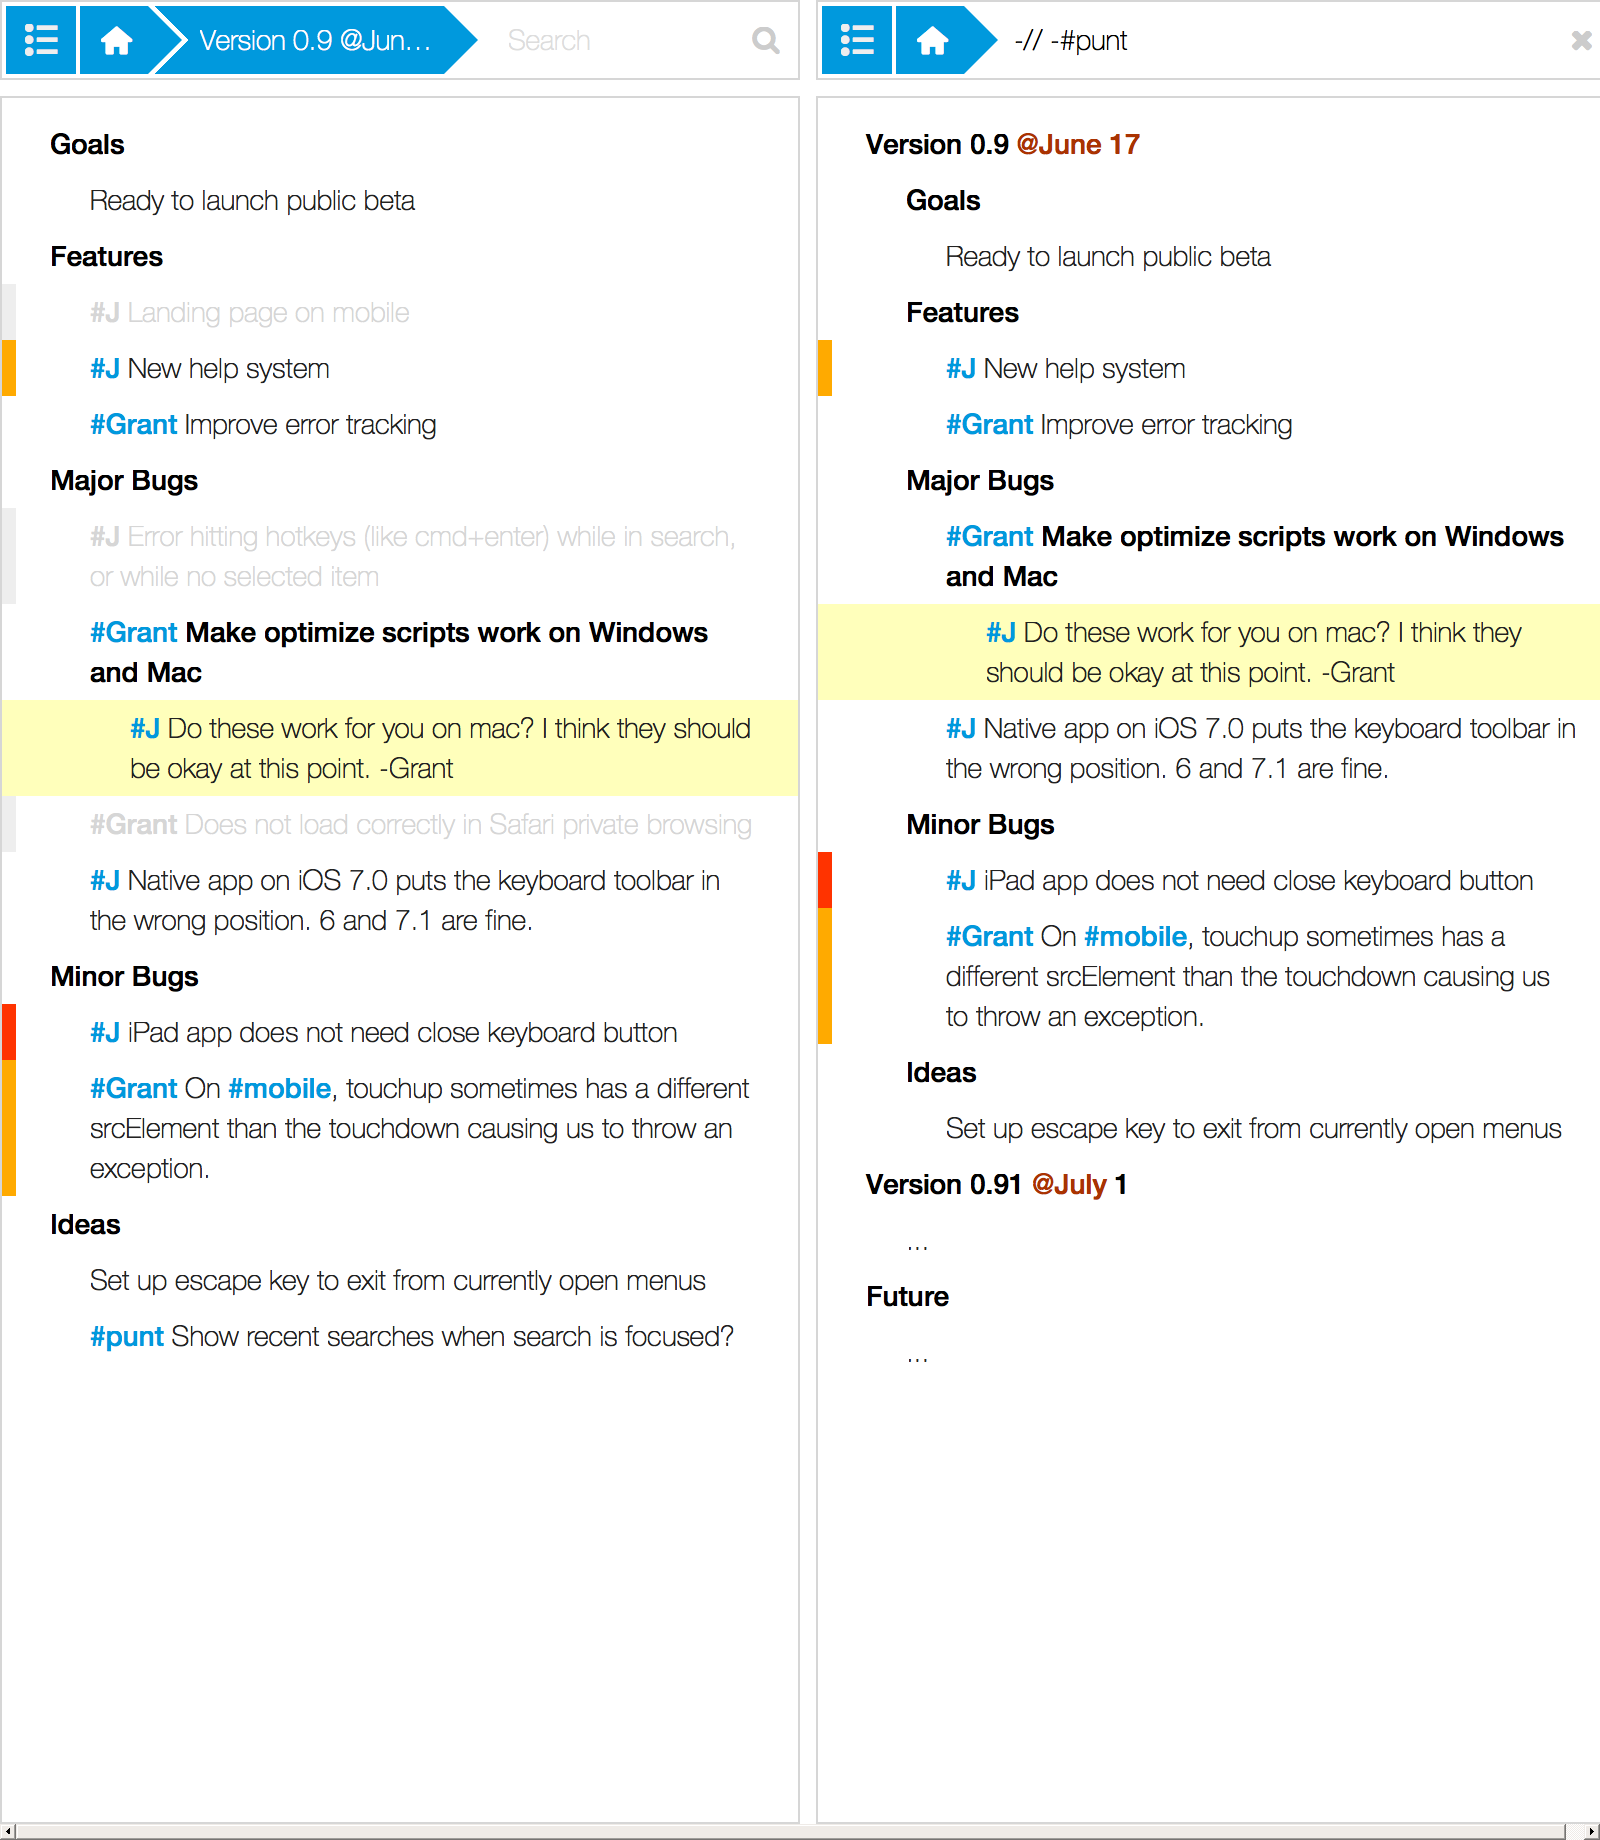 Version 0.9 @Jun...
Search
Goals
Ready to launch public beta
Features
#J Landing page on mobile
#J New help system
#Grant Improve error tracking
Major Bugs
#J Error hitting hotkeys (like cmd+enter) while in search,
or while no selected item
#Grant Make optimize scripts work on Windows
and Mac
#J Do these work for you on mac? I think they should
be okay at this point. -Grant
#Grant Does not load correctly in Safari private browsing
#J Native app on iOS 7.0 puts the keyboard toolbar in
the wrong position. 6 and 7.1 are fine.
Minor Bugs
#J iPad app does not need close keyboard button
#Grant On #mobile, touchup sometimes has a different
srcElement than the touchdown causing us to throw an
exception.
Ideas
Set up escape key to exit from currently open menus
#punt Show recent searches when search is focused?
-// -#punt
Version 0.9 @June 17
Goals
Ready to launch public beta
Features
#J New help system
#Grant Improve error tracking
Major Bugs
#Grant Make optimize scripts work on Windows
and Mac
#J Do these work for you on mac? I think they
should be okay at this point. -Grant
#J Native app on iOS 7.0 puts the keyboard toolbar in
the wrong position. 6 and 7.1 are fine.
Minor Bugs
#J iPad app does not need close keyboard button
#Grant On #mobile, touchup sometimes has a
different srcElement than the touchdown causing us
to throw an exception.
Ideas
Set up escape key to exit from currently open menus
Version 0.91 @July 1
...
Future
...